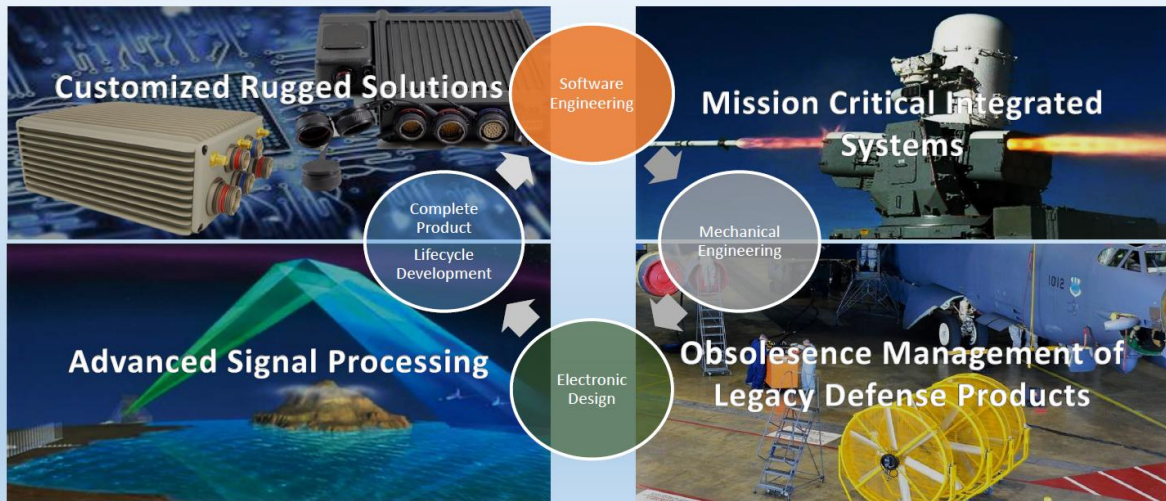 Customized Rugged Solutions
Software
Engineering
Mission Critical Integrated
Systems
Complete
Product
Lifecycle
Development
Mechanical
Engineering
1012
Advanced Signal Processing
Electronic
Design
Obsolesence Management of
Legacy Defense Products